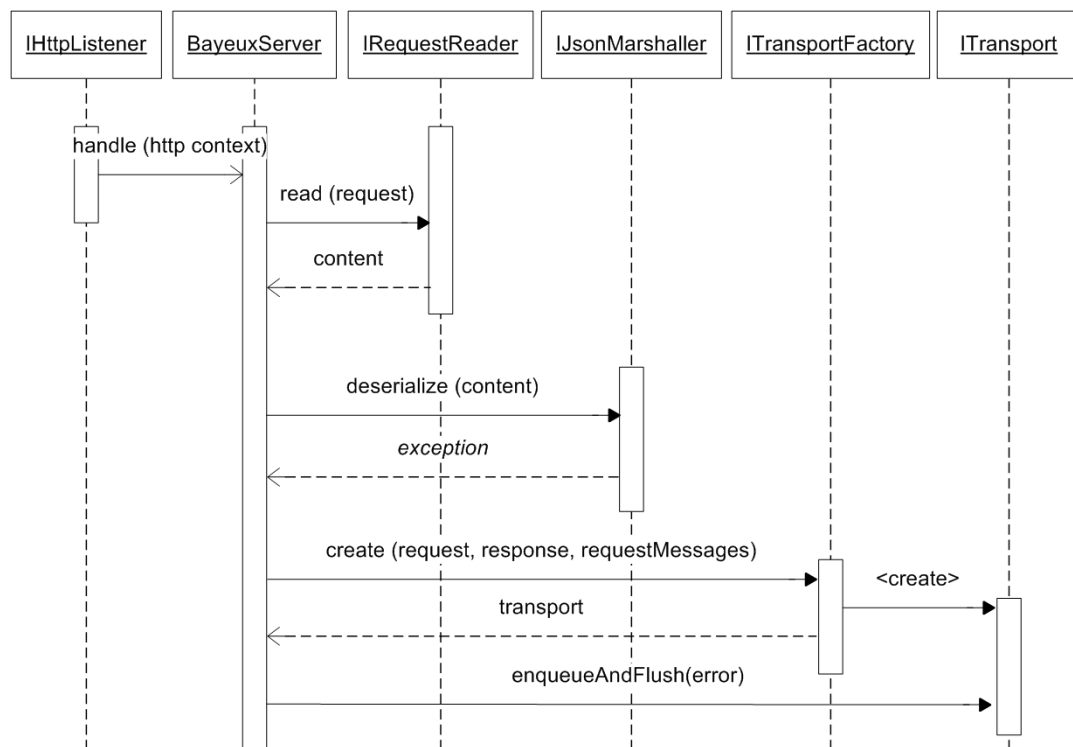 IHttpListener
BayeuxServer
IRequestReader
IJsonMarshaller
ITransportFactory
ITransport
handle (http context)
read (request)
content
deserialize (content)
exception
create (request, response, requestMessages)
<create>
transport
enqueueAndFlush(error)